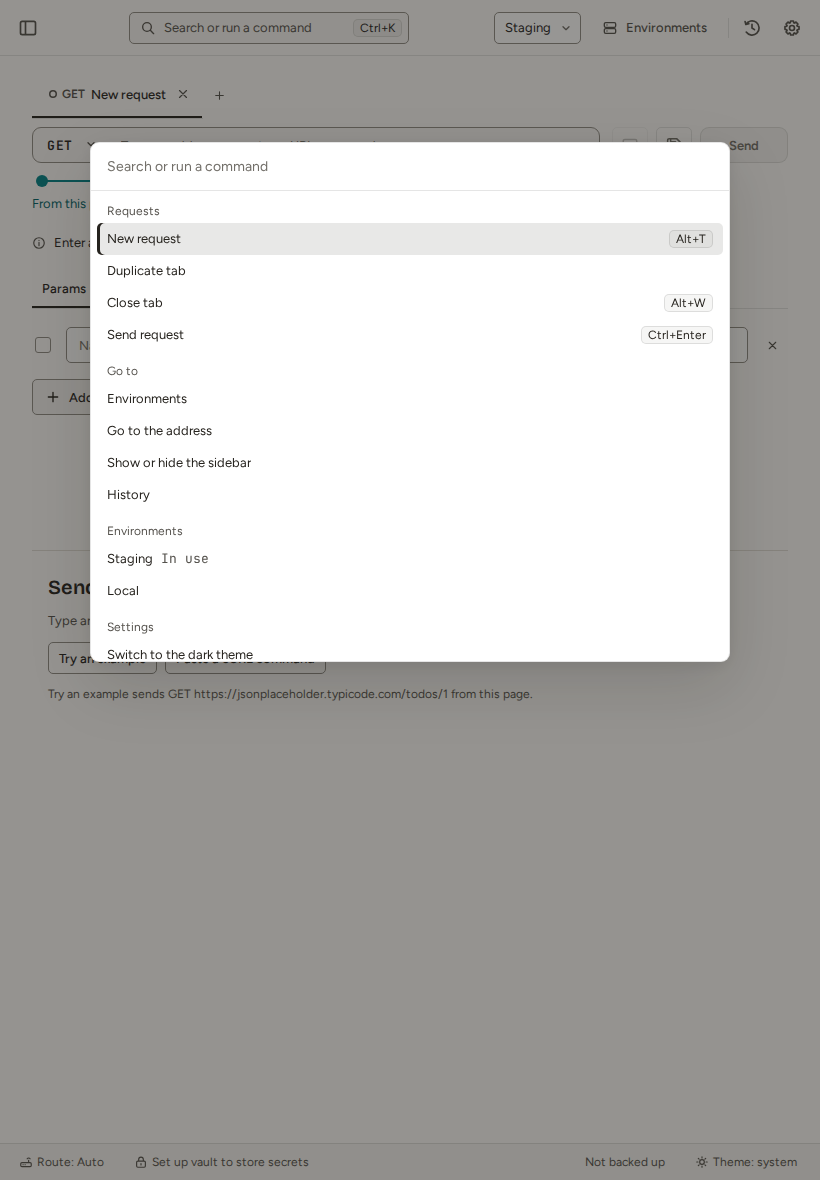 Search or run a command Ctrl+K Staging Environments
GET New request
GET Send
Search or run a command
From this
Requests
New request Alt+T
Enter
Duplicate tab
Params
Close tab Alt+W
Send request Ctrl+Enter
Go to
Environments
Add
Go to the address
Show or hide the sidebar
History
Environments
Staging In use
Local
Send
Type
Settings
Switch to the dark theme
Try an example
Try an example sends GET https://jsonplaceholder.typicode.com/todos/1 from this page.
Route: Auto Set up vault to store secrets Not backed up Theme: system